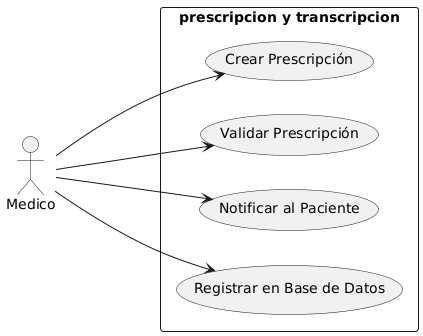 prescripcion y transcripcion
Crear Prescripción
Validar Prescripción
Medico
Notificar al Paciente
Registrar en Base de Datos